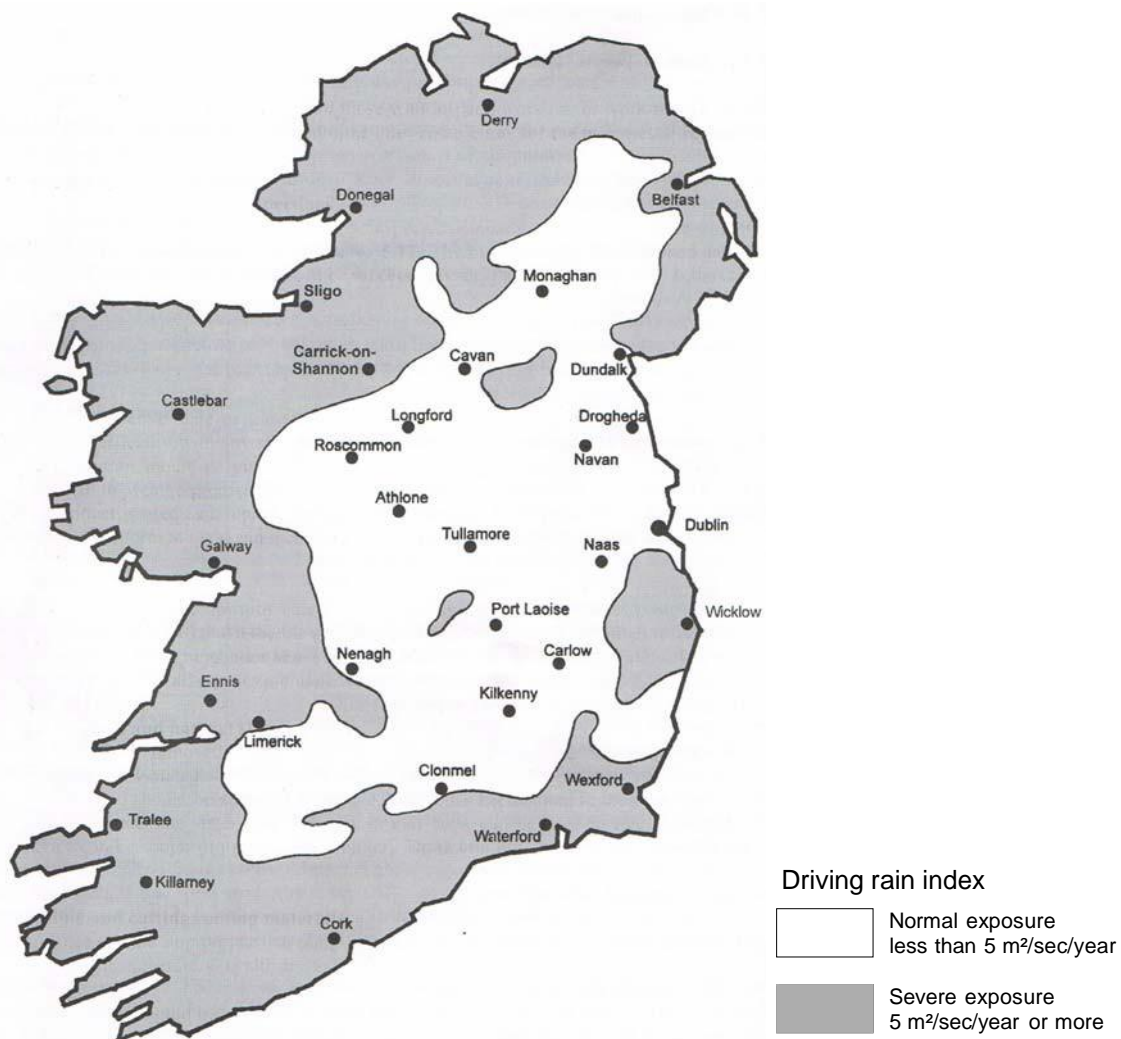 Derry
Donegal
Belfast
Monaghan
Sligo
Carrick-on-
Shannon
Cavan
Dundalk
Castlebar
Longford
Drogheda
Roscommon
Navan
Athlone
Dublin
Tullamore
Naas
Galway
Port Laoise
Wicklow
Nenagh
Carlow
Ennis
Kilkenny
Limerick
Clonmel
Wexford
Tralee
Waterford
Killarney
Cork
Driving rain index
Normal exposure
less than 5 m²/sec/year
Severe exposure
5 m²/sec/year or more